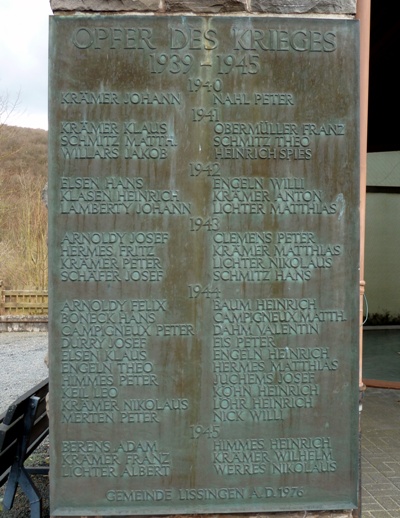 OPFER DES KRIEGES
1939 - 1945
1940
KRÄMER JOHANN NAHL PETER
1941
KRÄMER KLAUS OBERMÜLLER FRANZ
SCHMITZ MATTH. SCHMITZ THEO
WILLARS JAKOB HEINRICH SPIES
1942
ELSEN HANS ENGELN WILLI
KLASEN HEINRICH KRÄMER ANTON
LAMBERTY JOHANN LICHTER MATTHIAS
1943
ARNOLDY JOSEF CLEMENS PETER
HERMES FRITZ KRÄMER MATTHIAS
KRÄMER PETER LICHTER NIKOLAUS
SCHÄFER JOSEF SCHMITZ HANS
1944
ARNOLDY FELIX BAUM HEINRICH
HANS CAMPIGNEUX MATTH.
CAMPIGNEUX PETER DAHM VALENTIN
DURRY JOSEF EIS PETER
ELSEN KLAUS ENGELN HEINRICH
ENGELN THEO HERMES MATTHIAS
HIMMES PETER JUCHEMS JOSEF
KEIL LEO KÖHN HEINRICH
KRÄMER NIKOLAUS LÖHR HEINRICH
MERTEN PETER NICK WILLI
1945
BERENS ADAM HIMMES HEINRICH
KRÄMER FRANZ KRÄMER WILHELM
LICHTER ALBERT WERRES NIKOLAUS
GEMEINDE LISSINGEN A.D. 1976